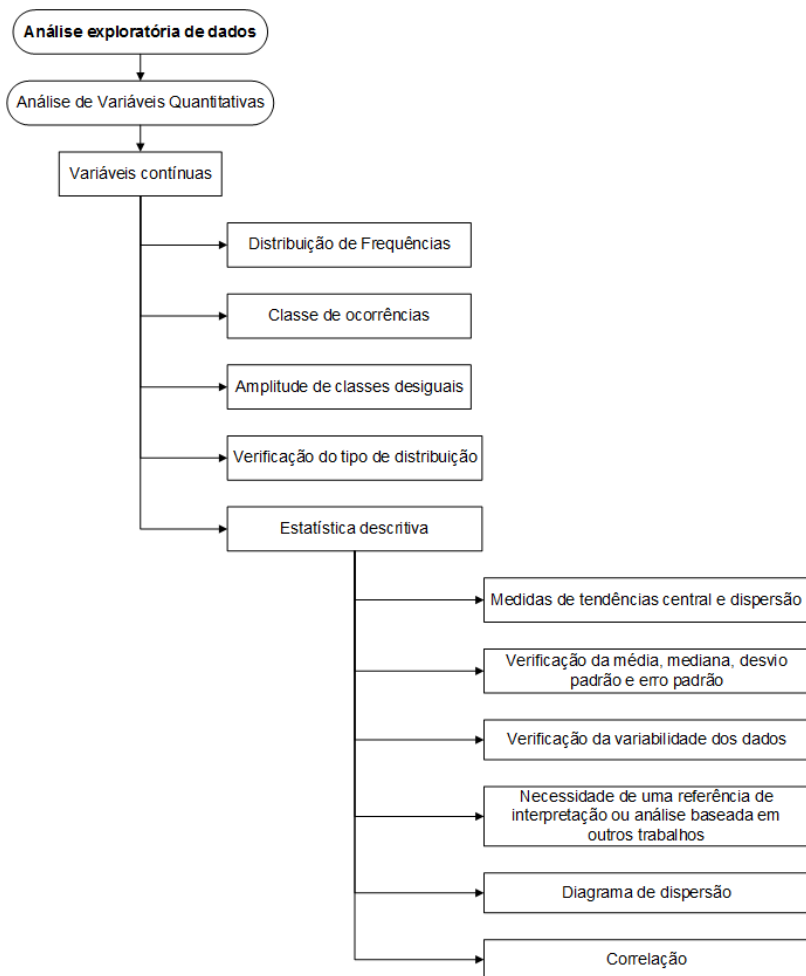 Análise exploratória de dados
Análise de Variáveis Quantitativas
Variáveis contínuas
Distribuição de Frequências
Classe de ocorrências
Amplitude de classes desiguais
Verificação do tipo de distribuição
Estatística descritiva
Medidas de tendências central e dispersão
Verificação da média, mediana, desvio
padrão e erro padrão
Verificação da variabilidade dos dados
Necessidade de uma referência de
interpretação ou análise baseada em
outros trabalhos
Diagrama de dispersão
Correlação